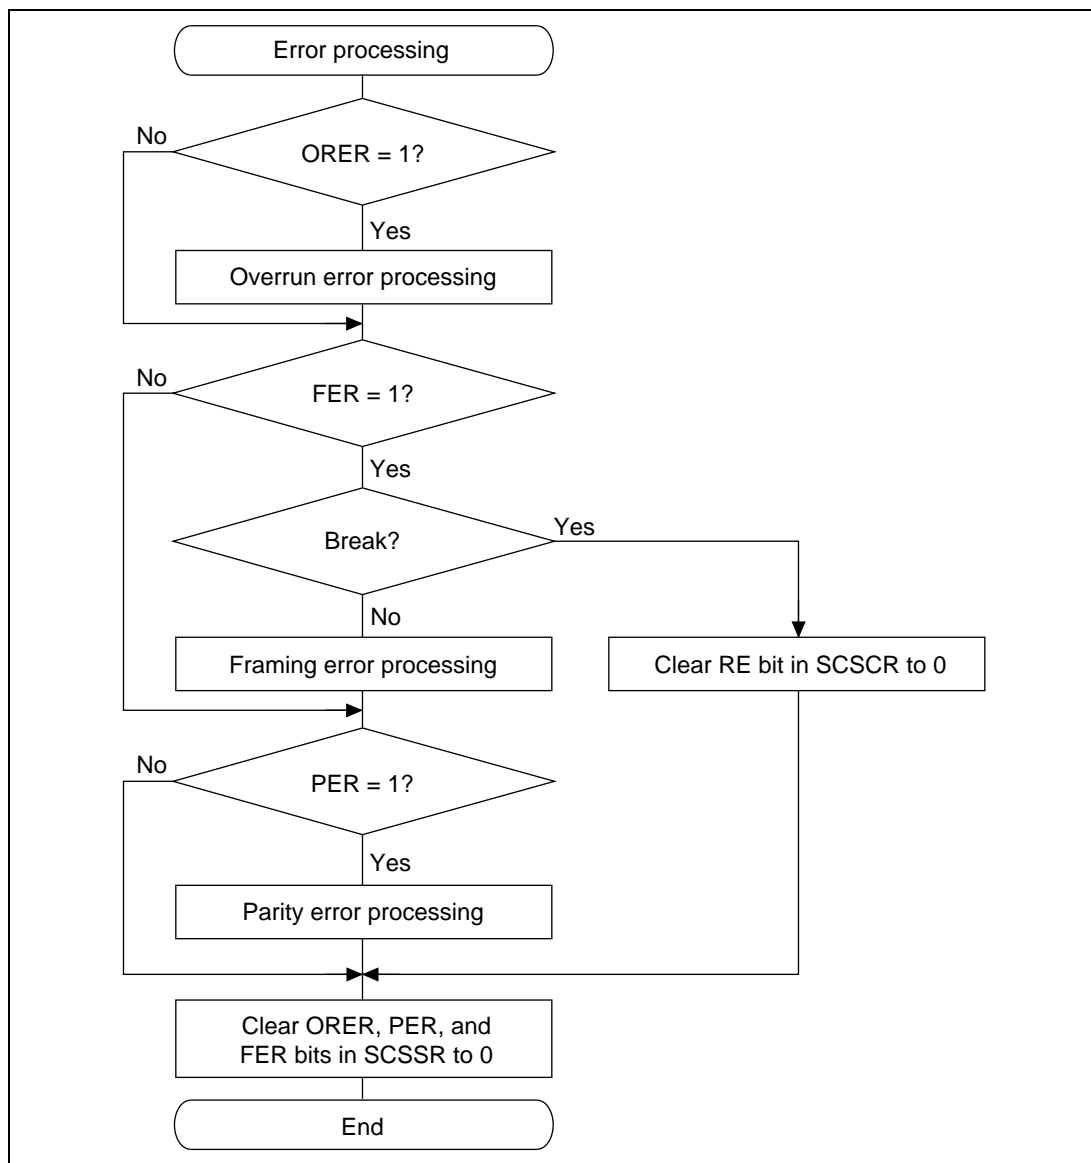 Error processing
No
ORER = 1?
Yes
Overrun error processing
No
FER = 1?
Yes
Break?
Yes
No
Framing error processing
Clear RE bit in SCSCR to 0
No
PER = 1?
Yes
Parity error processing
Clear ORER, PER, and
FER bits in SCSSR to 0
End